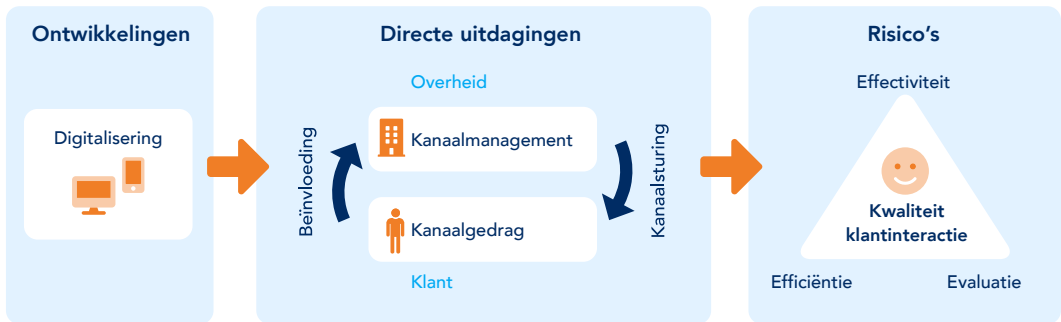 Ontwikkelingen
Digitalisering
Directe uitdagingen
Overheid
Beïnvloeding
Kanaalmanagement
Kanaalsturing
Kanaalgedrag
Klant
Risico’s
Effectiviteit
Kwaliteit
klantinteractie
Efficiëntie
Evaluatie